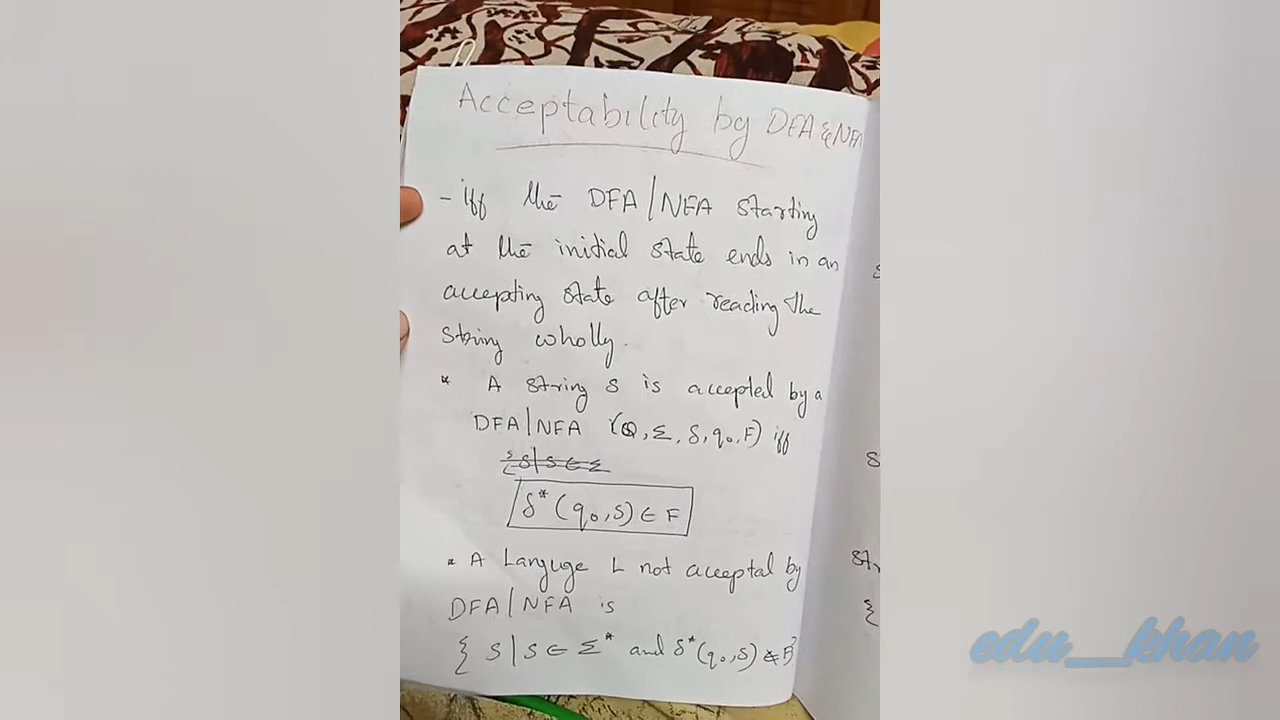 Acceptability by DFA & NFA
- iff the DFA/NFA starting
at the initial state ends in an
accepting state after reading the
string wholly.
* A string S is accepted by a
DFA/NFA (Q, Σ, δ, q₀, F) iff
{S|S∈Σ
δ*(q₀,S) ∈ F
* A Languge L not acceptal by
DFA/NFA is
{ S|S∈Σ* and δ*(q₀,S) ∉ F}
S
S
Str
{
edu__khan